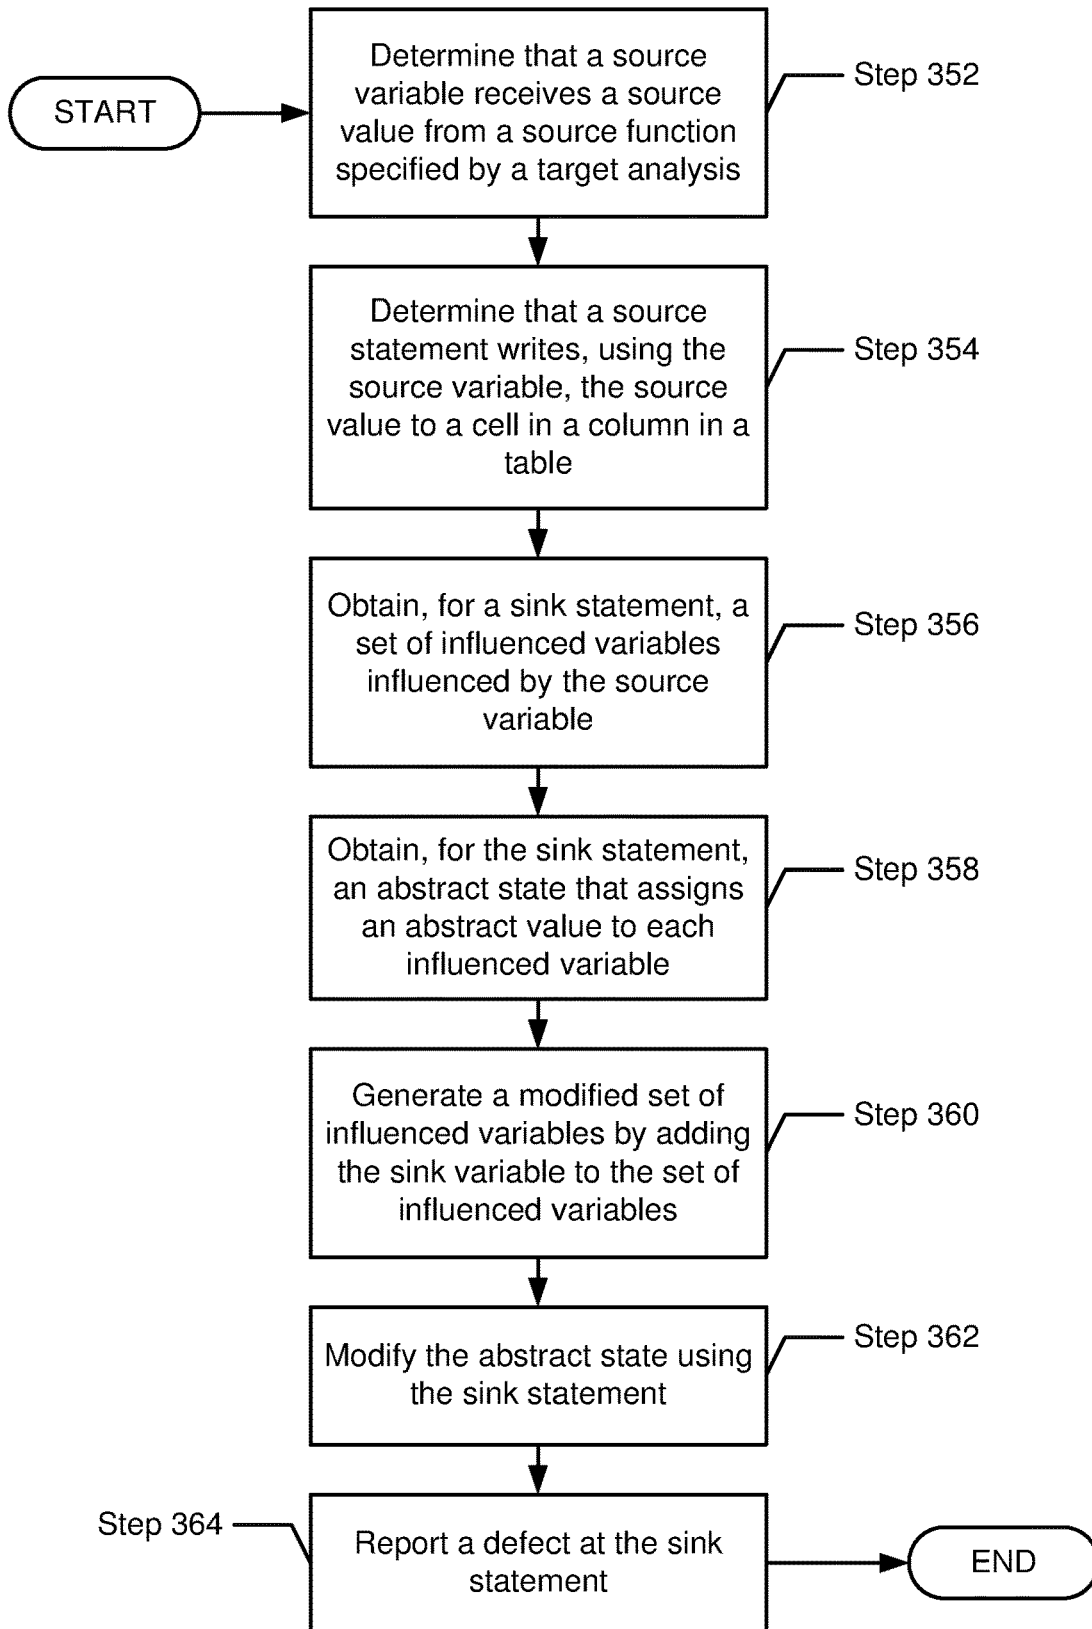 START
Determine that a source
variable receives a source
value from a source function
specified by a target analysis
Step 352
Determine that a source
statement writes, using the
source variable, the source
value to a cell in a column in a
table
Step 354
Obtain, for a sink statement, a
set of influenced variables
influenced by the source
variable
Step 356
Obtain, for the sink statement,
an abstract state that assigns
an abstract value to each
influenced variable
Step 358
Generate a modified set of
influenced variables by adding
the sink variable to the set of
influenced variables
Step 360
Modify the abstract state using
the sink statement
Step 362
Step 364
Report a defect at the sink
statement
END